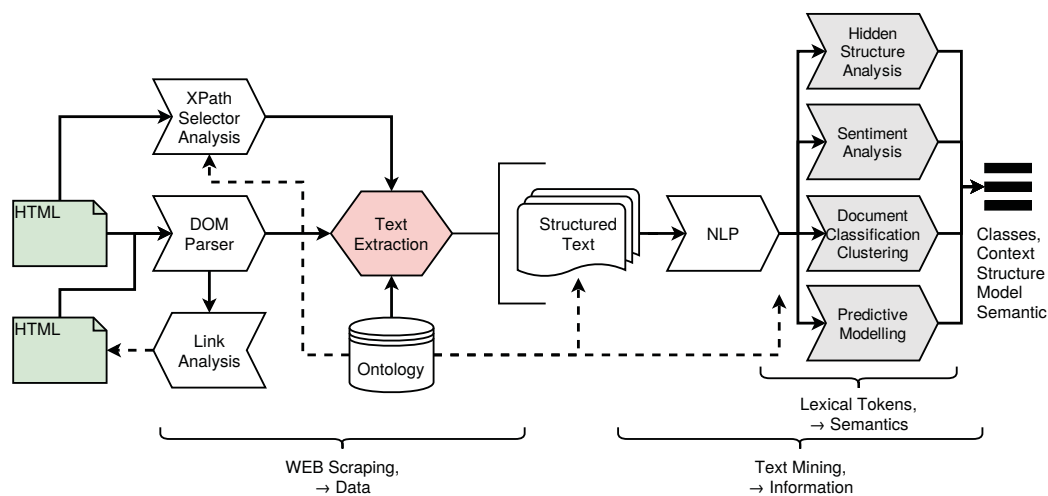 Hidden
Structure
Analysis
XPath
Selector
Analysis
Sentiment
Analysis
HTML
DOM
Parser
Text
Extraction
Structured
Text
NLP
Document
Classification
Clustering
Classes,
Context
Structure
Model
Semantic
HTML
Link
Analysis
Ontology
Predictive
Modelling
Lexical Tokens,
→ Semantics
WEB Scraping,
→ Data
Text Mining,
→ Information